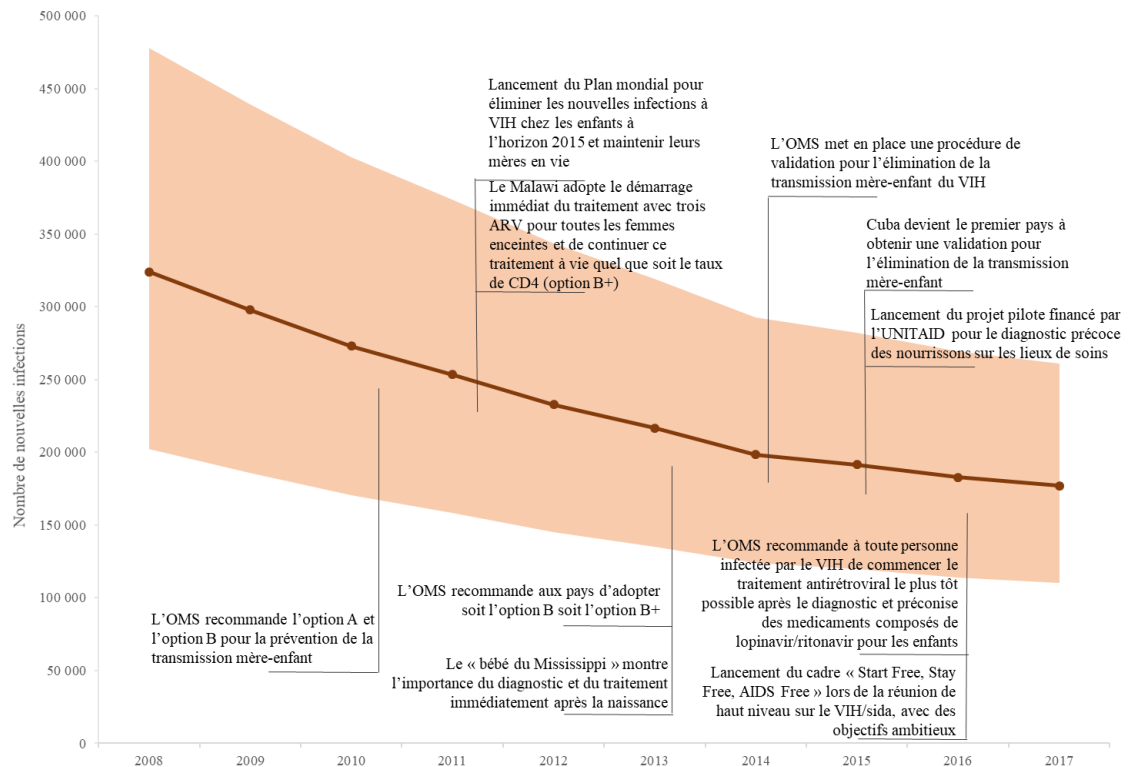 500 000
450 000
400 000
350 000
300 000
250 000
200 000
150 000
100 000
50 000
0
Nombre de nouvelles infections
Lancement du Plan mondial pour
éliminer les nouvelles infections à
VIH chez les enfants à
l’horizon 2015 et maintenir leurs
mères en vie
Le Malawi adopte le démarrage
immédiat du traitement avec trois
ARV pour toutes les femmes
enceintes et de continuer ce
traitement à vie quel que soit le taux
de CD4 (option B+)
L’OMS met en place une procédure de
validation pour l’élimination de la
transmission mère-enfant du VIH
Cuba devient le premier pays à
obtenir une validation pour
l’élimination de la transmission
mère-enfant
Lancement du projet pilote financé par
l’UNITAID pour le diagnostic précoce
des nourrissons sur les lieux de soins
L’OMS recommande l’option A et
l’option B pour la prévention de la
transmission mère-enfant
L’OMS recommande aux pays d’adopter
soit l’option B soit l’option B+
Le « bébé du Mississippi » montre
l’importance du diagnostic et du traitement
immédiatement après la naissance
L’OMS recommande à toute personne
infectée par le VIH de commencer le
traitement antirétroviral le plus tôt
possible après le diagnostic et préconise
des medicaments composés de
lopinavir/ritonavir pour les enfants
Lancement du cadre « Start Free, Stay
Free, AIDS Free » lors de la réunion de
haut niveau sur le VIH/sida, avec des
objectifs ambitieux
2008 2009 2010 2011 2012 2013 2014 2015 2016 2017